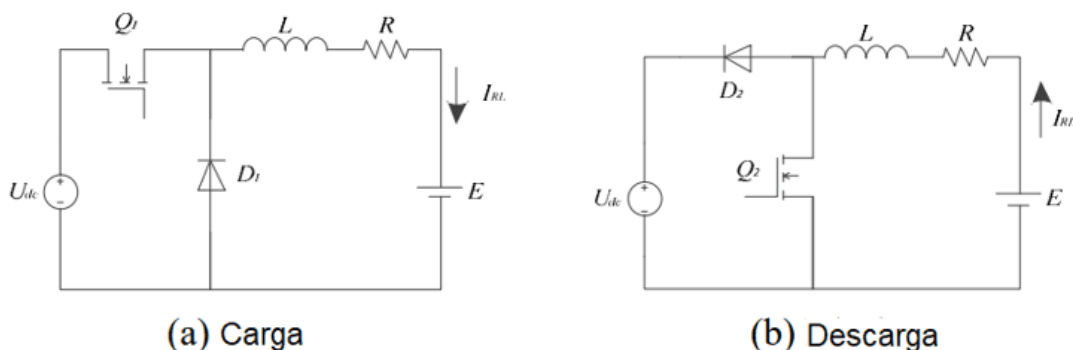 Q1
L
R
IRL
D1
Udc
E
(a) Carga
L
R
D2
IRL
Q2
Udc
E
(b) Descarga